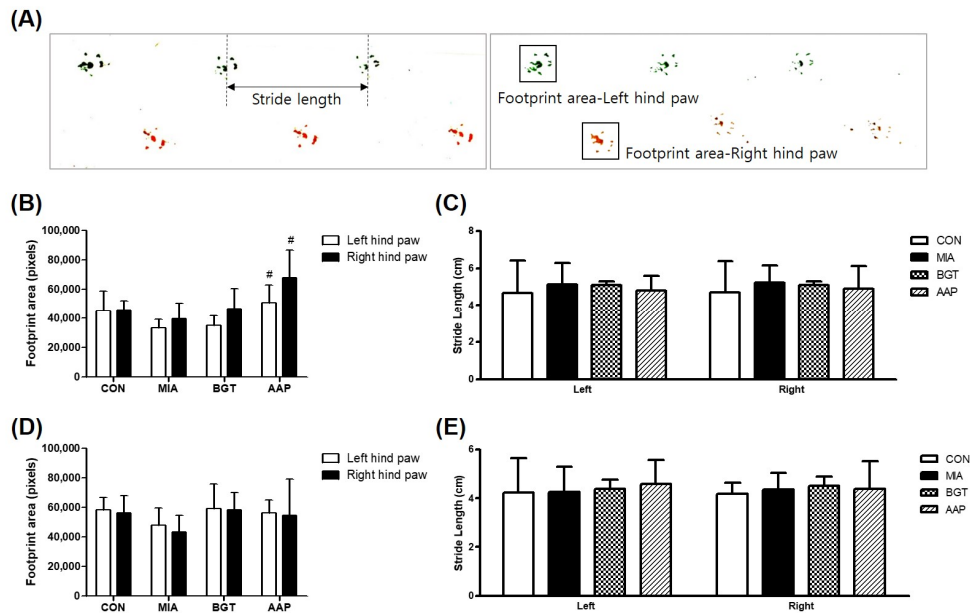 (A)
Stride length
Footprint area-Left hind paw
Footprint area-Right hind paw
(B)
100,000
80,000
60,000
40,000
20,000
0
Footprint area (pixels)
#
#
Left hind paw
Right hind paw
CON MIA BGT AAP
(C)
8
6
4
2
0
Stride Length (cm)
CON
MIA
BGT
AAP
Left Right
(D)
100,000
80,000
60,000
40,000
20,000
0
Footprint area (pixels)
Left hind paw
Right hind paw
CON MIA BGT AAP
(E)
6
4
2
0
Stride Length (cm)
CON
MIA
BGT
AAP
Left Right